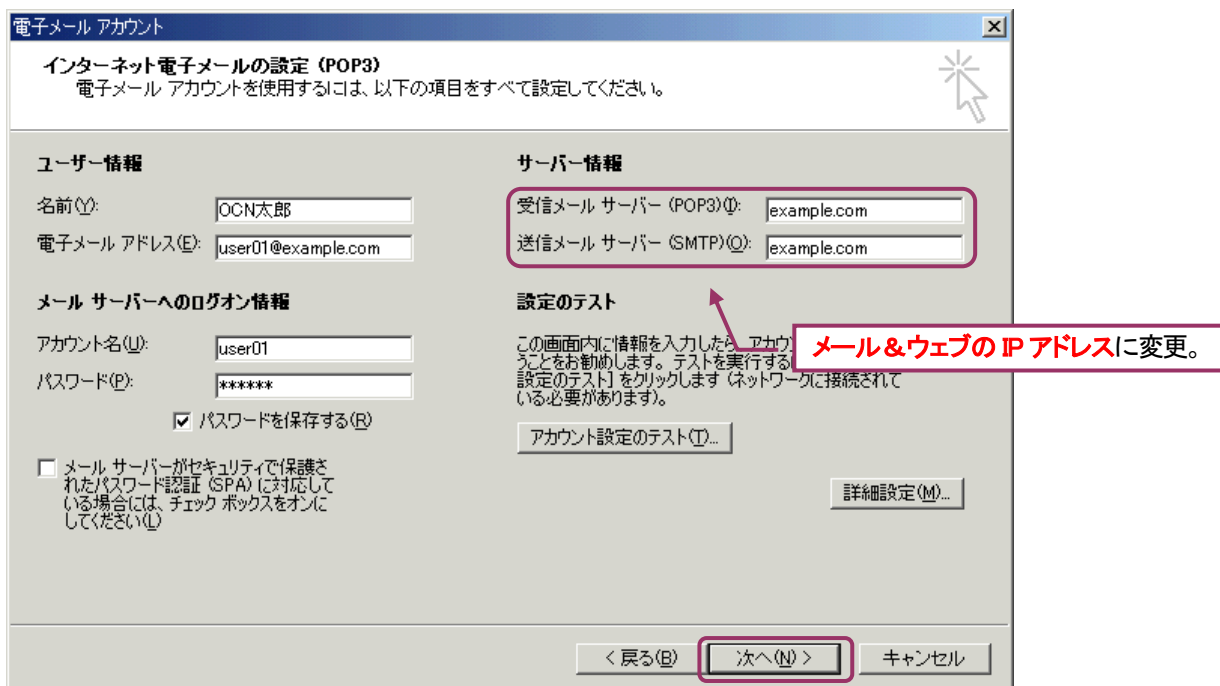 電子メール アカウント
インターネット電子メールの設定 (POP3)
電子メール アカウントを使用するには、以下の項目をすべて設定してください。
ユーザー情報
名前(Y):
OCN太郎
電子メール アドレス(E):
user01@example.com
メール サーバーへのログオン情報
アカウント名(U):
user01
パスワード(P):
******
パスワードを保存する(R)
メール サーバーがセキュリティで保護さ
れたパスワード認証 (SPA) に対応して
いる場合には、チェック ボックスをオンに
してください(L)
サーバー情報
受信メール サーバー (POP3)(I):
example.com
送信メール サーバー (SMTP)(O):
example.com
設定のテスト
この画面内に情報を入力したら、アカウ
うことをお勧めします。テストを実行する
設定のテスト] をクリックします (ネットワークに接続されて
いる必要があります)。
メール＆ウェブの IP アドレスに変更。
アカウント設定のテスト(T)...
詳細設定(M)...
< 戻る(B)
次へ(N) >
キャンセル